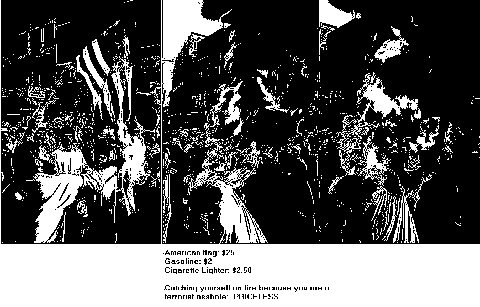 American flag: $25
Gasoline: $2
Cigarette Lighter: $2.50
Catching yourself on fire because you are a
terrorist asshole: PRICELESS